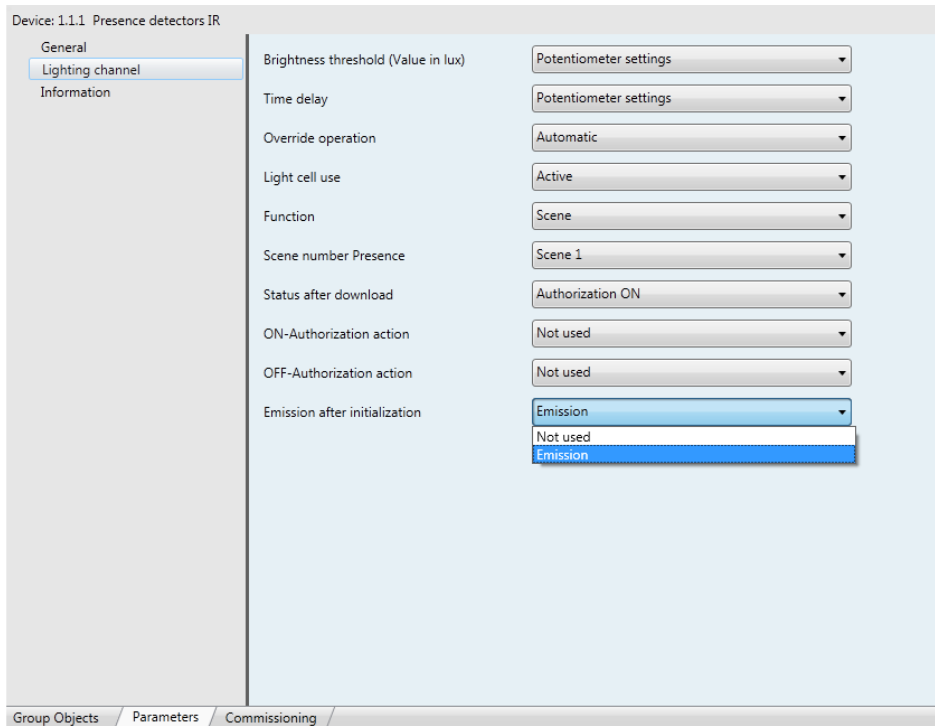 Device: 1.1.1 Presence detectors IR
General
Lighting channel
Information
Brightness threshold (Value in lux) Potentiometer settings
Time delay Potentiometer settings
Override operation Automatic
Light cell use Active
Function Scene
Scene number Presence Scene 1
Status after download Authorization ON
ON-Authorization action Not used
OFF-Authorization action Not used
Emission after initialization Emission
Not used
Emission
Group Objects Parameters Commissioning